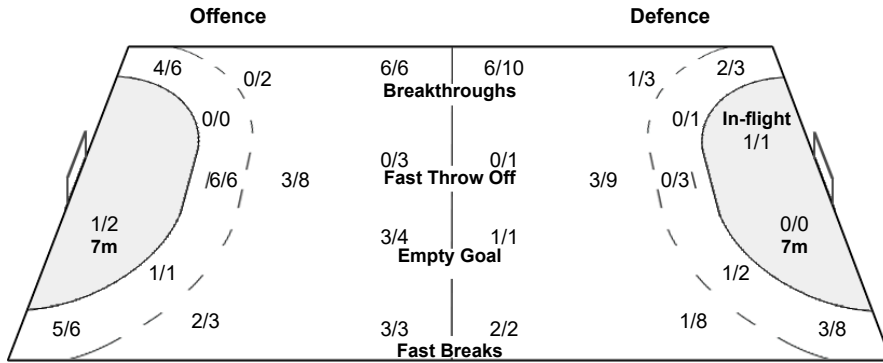 Offence Defence
4/6 0/2 6/6 6/10 1/3 2/3
Breakthroughs
0/0 0/1 In-flight
1/1
6/6 3/8 0/3 0/1 3/9 0/3
Fast Throw Off
1/2 0/0
7m 7m
3/4 1/1
Empty Goal
1/1 1/2
5/6 2/3 3/3 2/2 1/8 3/8
Fast Breaks